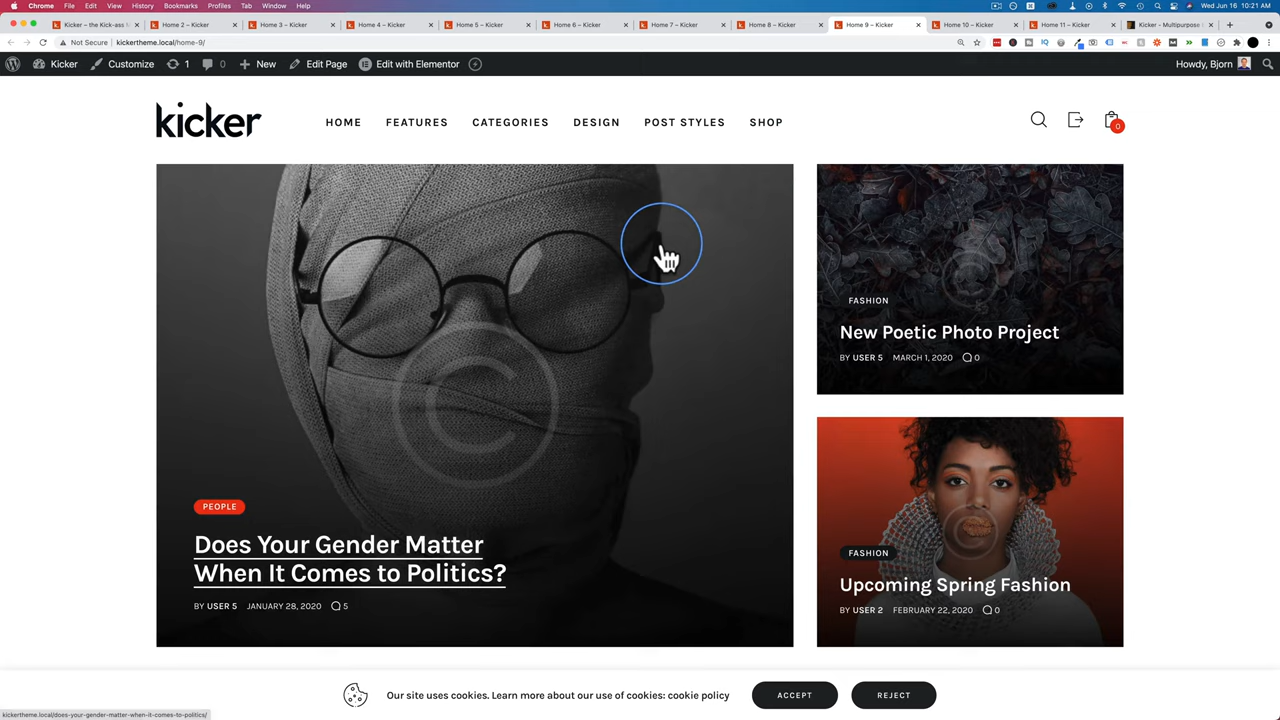 Chrome File Edit View History Bookmarks Profiles Tab Window Help Wed Jun 16 10:21 AM
Kicker – the Kick-ass Home 2 – Kicker Home 3 – Kicker Home 4 – Kicker Home 5 – Kicker Home 6 – Kicker Home 7 – Kicker Home 8 – Kicker Home 9 – Kicker Home 10 – Kicker Home 11 – Kicker Kicker - Multipurpose
Not Secure kickertheme.local/home-9/
Kicker Customize 1 0 New Edit Page Edit with Elementor Howdy, Bjorn
kicker HOME FEATURES CATEGORIES DESIGN POST STYLES SHOP 0
PEOPLE
Does Your Gender Matter
When It Comes to Politics?
BY USER 5 JANUARY 28, 2020 5
FASHION
New Poetic Photo Project
BY USER 5 MARCH 1, 2020 0
FASHION
Upcoming Spring Fashion
BY USER 2 FEBRUARY 22, 2020 0
Our site uses cookies. Learn more about our use of cookies: cookie policy ACCEPT REJECT
kickertheme.local/does-your-gender-matter-when-it-comes-to-politics/